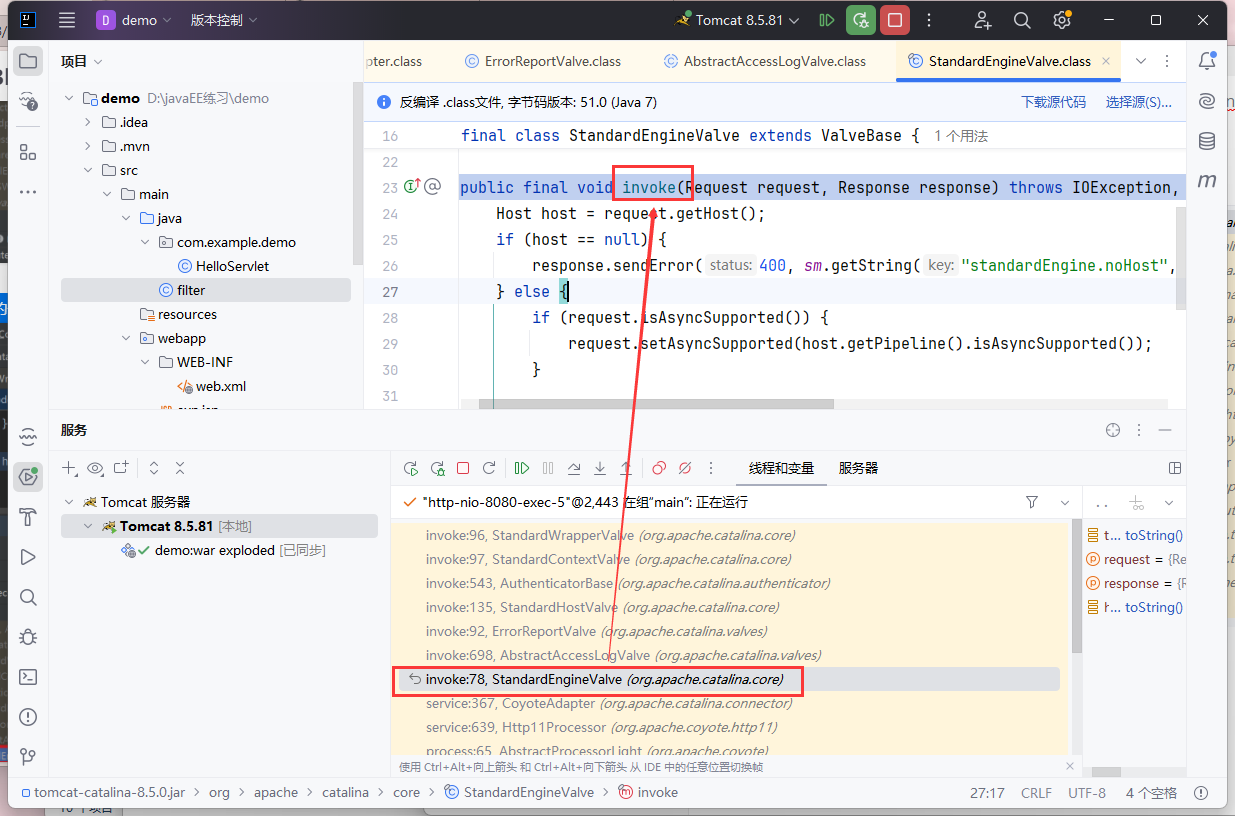 D demo 版本控制 Tomcat 8.5.81
项目
pter.class ErrorReportValve.class AbstractAccessLogValve.class StandardEngineValve.class
demo D:\javaEE练习\demo
.idea
.mvn
src
main
java
com.example.demo
HelloServlet
filter
resources
webapp
WEB-INF
web.xml
反编译 .class文件, 字节码版本: 51.0 (Java 7) 下载源代码 选择源(S)...
16 final class StandardEngineValve extends ValveBase { 1 个用法
22
23 public final void invoke(Request request, Response response) throws IOException,
24 Host host = request.getHost();
25 if (host == null) {
26 response.sendError( status: 400, sm.getString( key: "standardEngine.noHost",
27 } else {
28 if (request.isAsyncSupported()) {
29 request.setAsyncSupported(host.getPipeline().isAsyncSupported());
30 }
31
服务
线程和变量 服务器
Tomcat 服务器
Tomcat 8.5.81 [本地]
demo:war exploded [已同步]
"http-nio-8080-exec-5"@2,443 在组"main": 正在运行
invoke:96, StandardWrapperValve (org.apache.catalina.core)
invoke:97, StandardContextValve (org.apache.catalina.core)
invoke:543, AuthenticatorBase (org.apache.catalina.authenticator)
invoke:135, StandardHostValve (org.apache.catalina.core)
invoke:92, ErrorReportValve (org.apache.catalina.valves)
invoke:698, AbstractAccessLogValve (org.apache.catalina.valves)
invoke:78, StandardEngineValve (org.apache.catalina.core)
service:367, CoyoteAdapter (org.apache.catalina.connector)
service:639, Http11Processor (org.apache.coyote.http11)
process:65, AbstractProcessorLight (org.apache.coyote)
t... toString()
request = {Re
response = {R
h... toString()
使用 Ctrl+Alt+向上箭头 和 Ctrl+Alt+向下箭头 从 IDE 中的任意位置切换帧
tomcat-catalina-8.5.0.jar > org > apache > catalina > core > StandardEngineValve > invoke 27:17 CRLF UTF-8 4 个空格